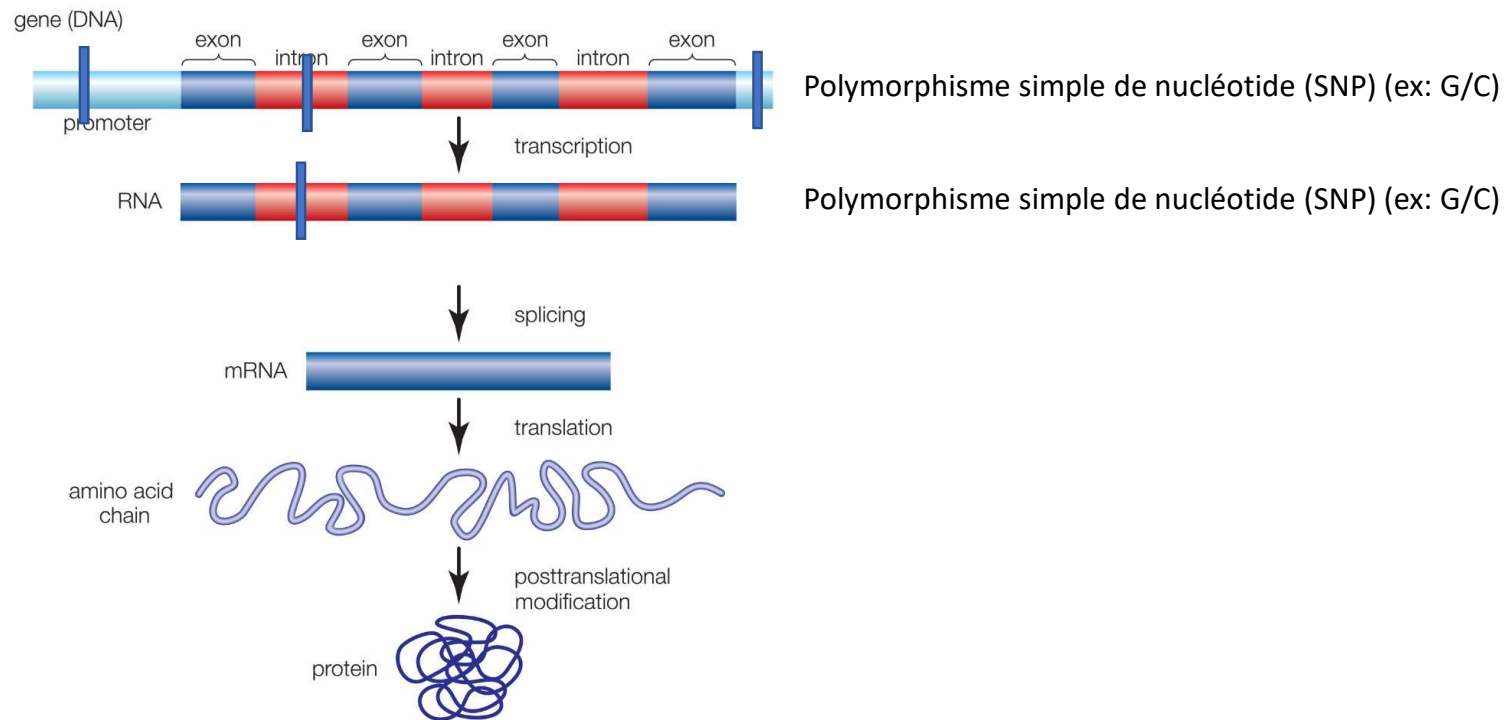 gene (DNA)
exon
intron
exon
intron
exon
intron
exon
Polymorphisme simple de nucléotide (SNP) (ex: G/C)
promoter
transcription
RNA
Polymorphisme simple de nucléotide (SNP) (ex: G/C)
splicing
mRNA
translation
amino acid
chain
posttranslational
modification
protein